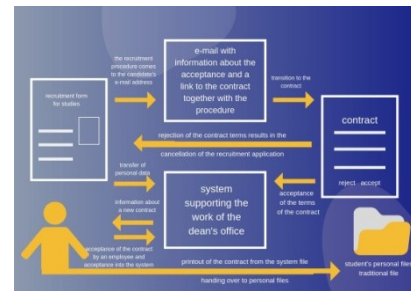 the recruitment
procedure comes
to the candidate's
e-mail address
e-mail with
information about the
acceptance and a
link to the contract
together with the
procedure
transition to the
contract
recruitment form
for studies
contract
reject accept
rejection of the contract terms results in the
cancellation of the recruitment application
transfer of
personal data
system
supporting the
work of the
dean's office
acceptance
of the terms
of the contract
information about
a new contract
acceptance of the contract
by an employee and
acceptance into the system
printout of the contract from the system file
handing over to personal files
student's personal files
traditional file